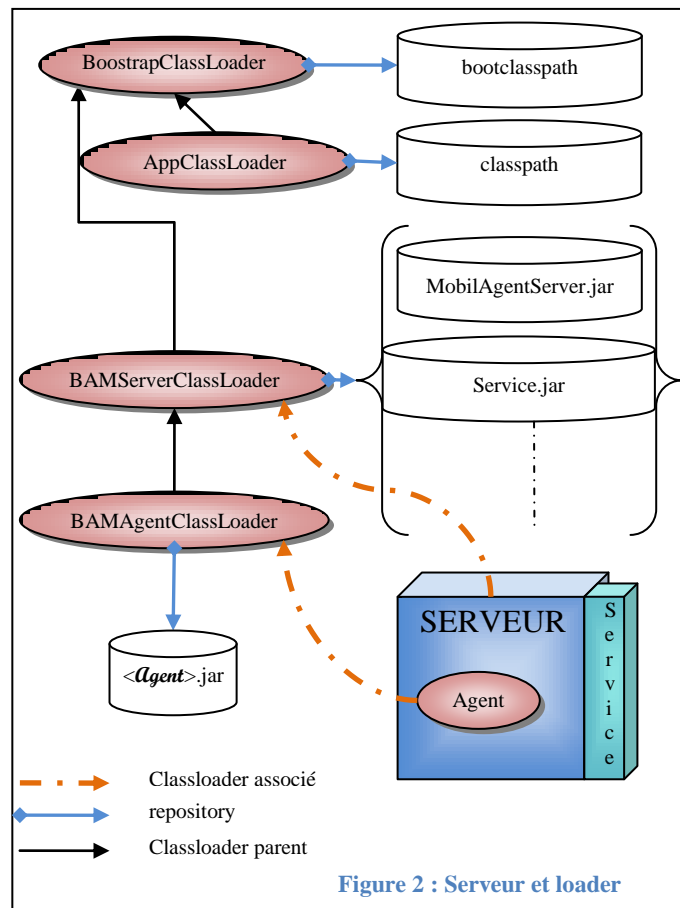 BoostrapClassLoader
bootclasspath
AppClassLoader
classpath
MobilAgentServer.jar
BAMServerClassLoader
Service.jar
BAMAgentClassLoader
SERVEUR
Service
<Agent>.jar
Agent
Classloader associé
repository
Classloader parent
Figure 2 : Serveur et loader